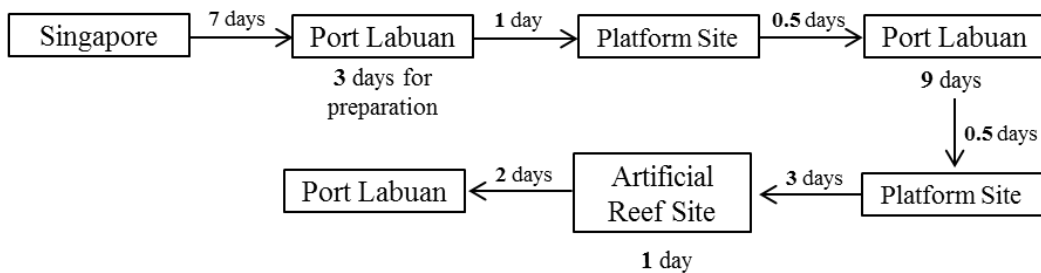 Singapore
7 days
Port Labuan
3 days for
preparation
1 day
Platform Site
0.5 days
Port Labuan
9 days
0.5 days
Platform Site
3 days
Artificial
Reef Site
1 day
2 days
Port Labuan